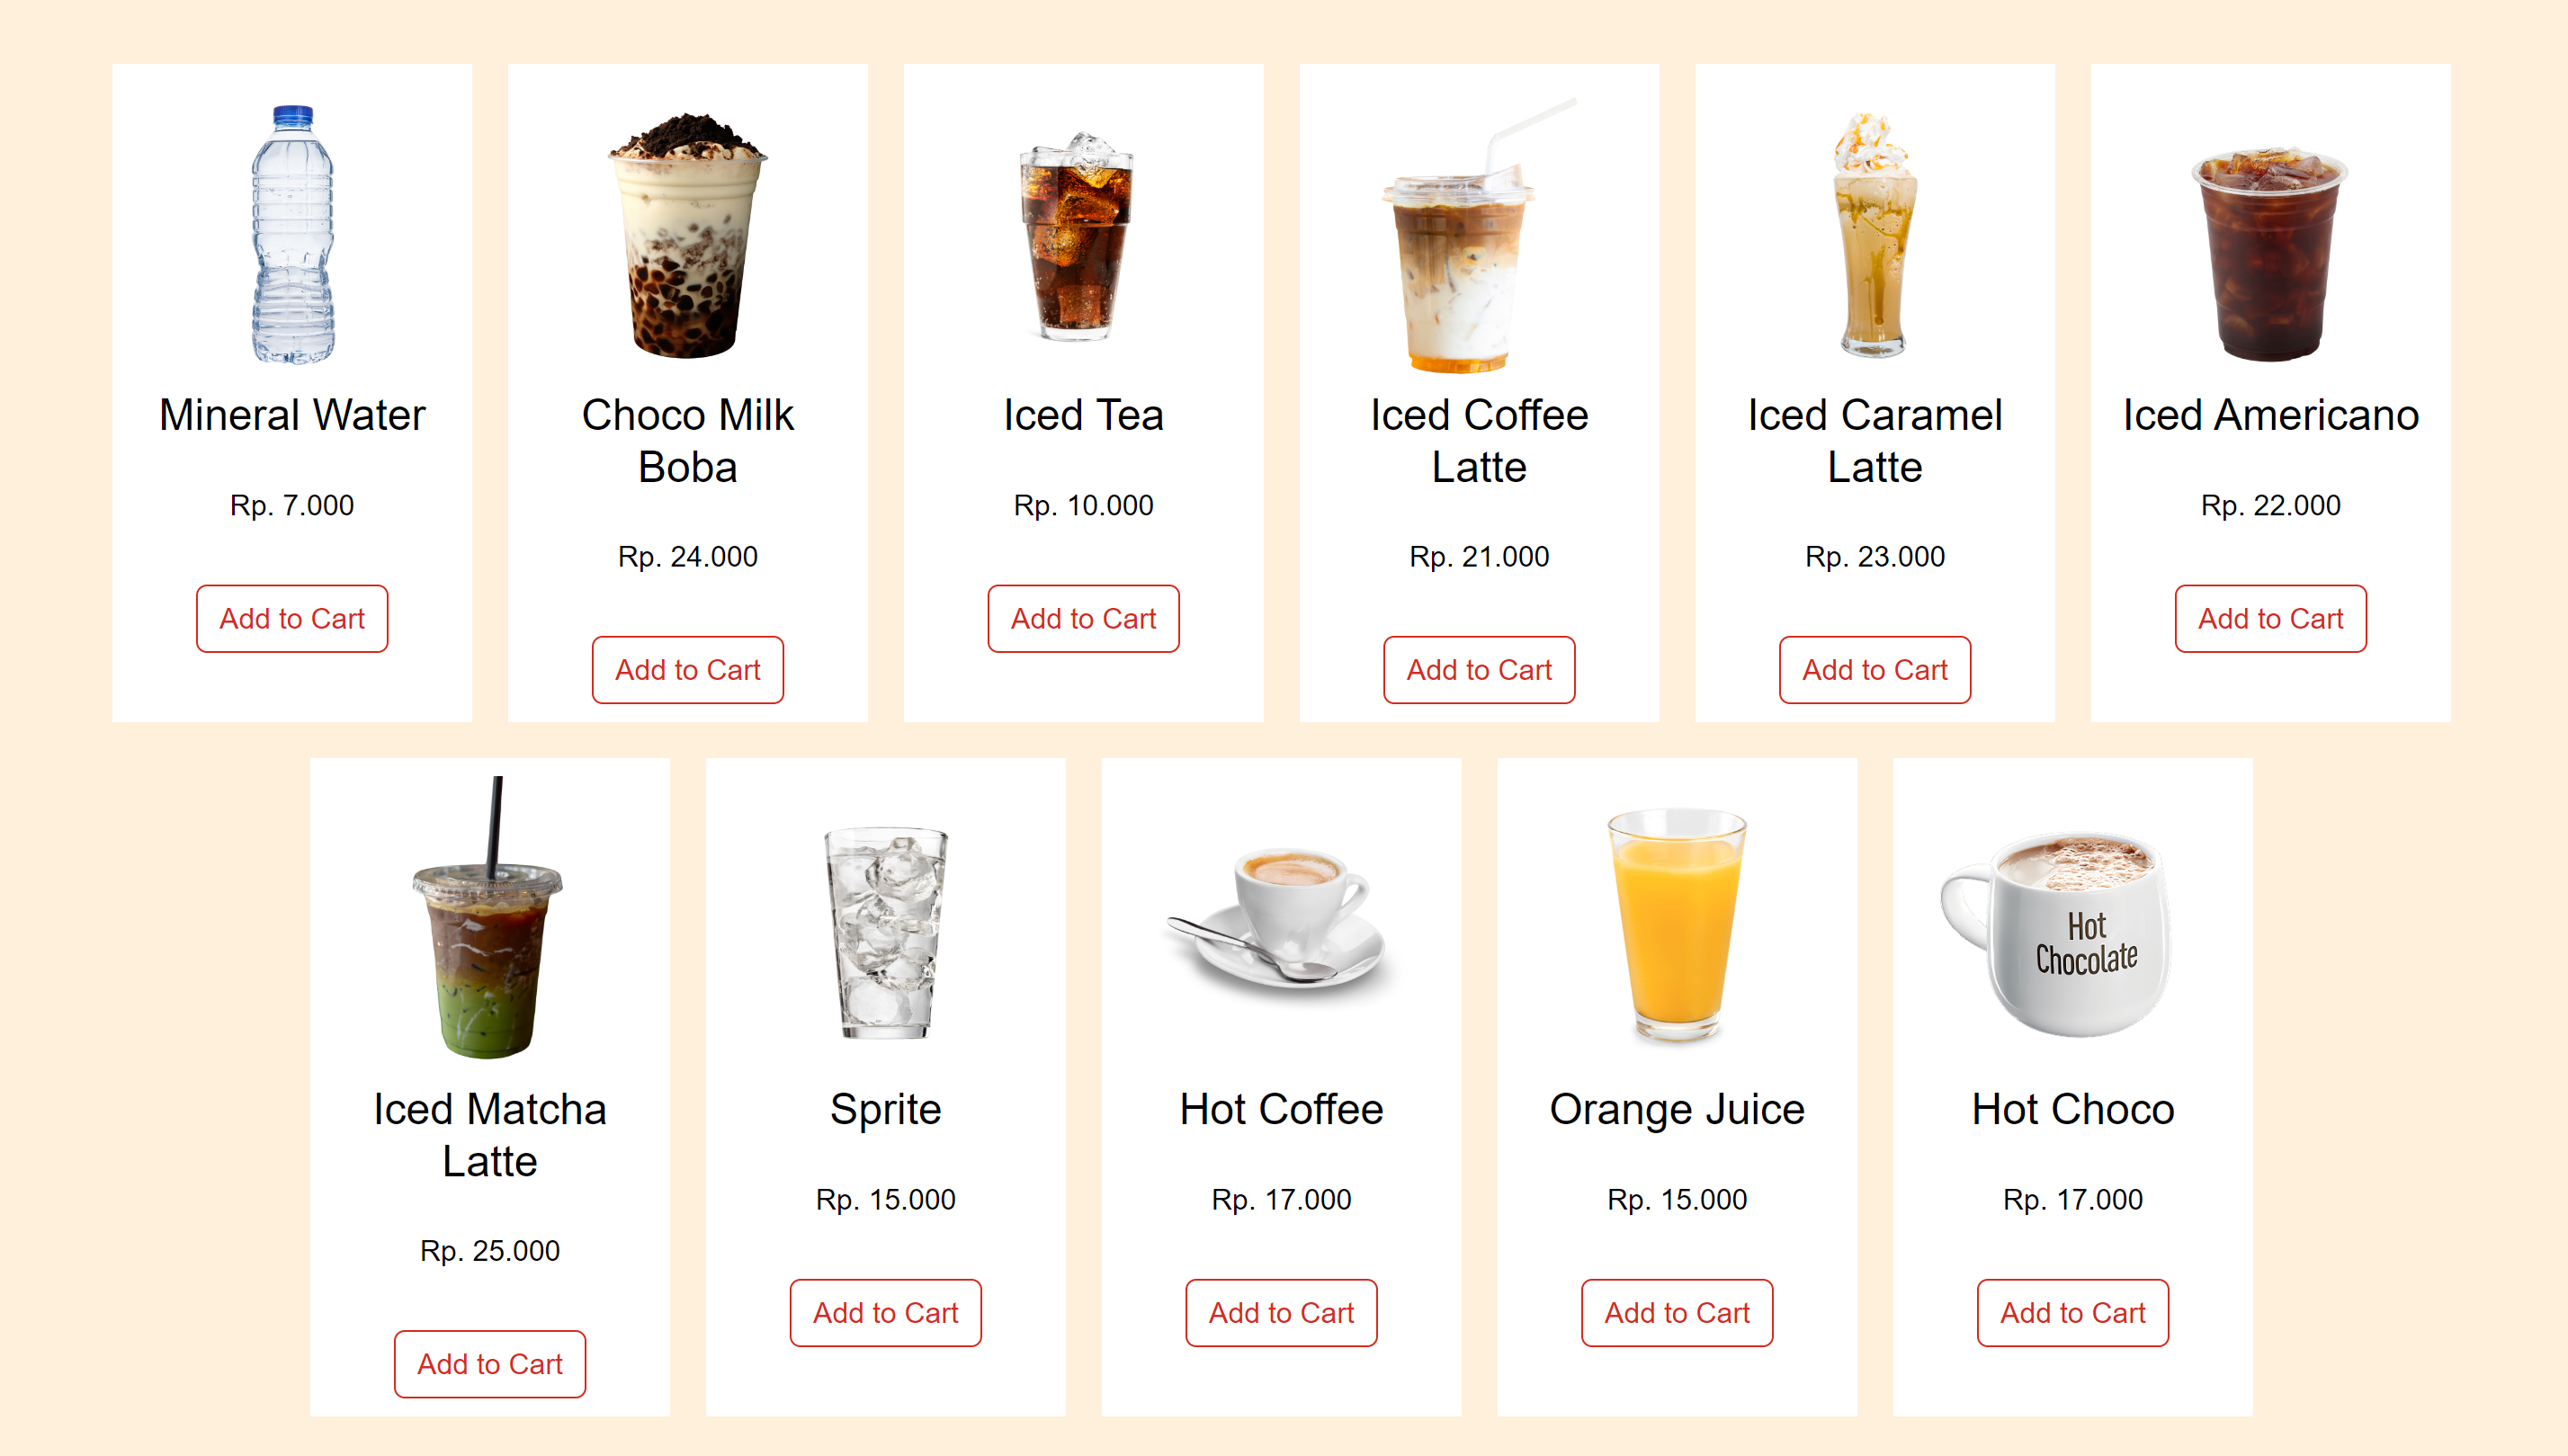 Mineral Water
Rp. 7.000
Add to Cart
Choco Milk
Boba
Rp. 24.000
Add to Cart
Iced Tea
Rp. 10.000
Add to Cart
Iced Coffee
Latte
Rp. 21.000
Add to Cart
Iced Caramel
Latte
Rp. 23.000
Add to Cart
Iced Americano
Rp. 22.000
Add to Cart
Iced Matcha
Latte
Rp. 25.000
Add to Cart
Sprite
Rp. 15.000
Add to Cart
Hot Coffee
Rp. 17.000
Add to Cart
Orange Juice
Rp. 15.000
Add to Cart
Hot
Chocolate
Hot Choco
Rp. 17.000
Add to Cart